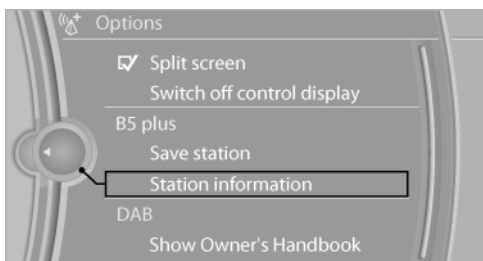 Options
Split screen
Switch off control display
B5 plus
Save station
Station information
DAB
Show Owner's Handbook